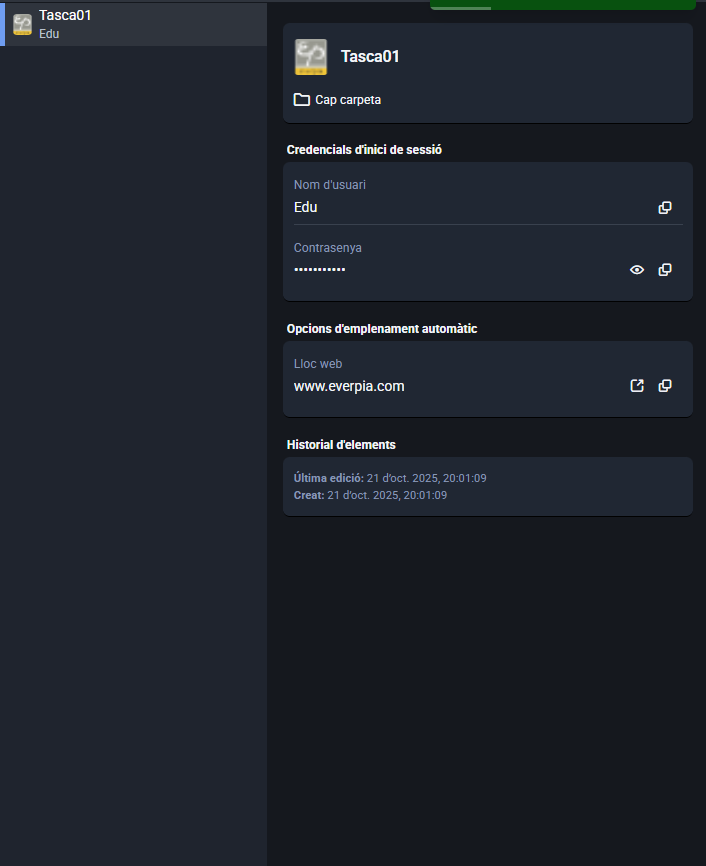 Tasca01
Edu
Tasca01
Cap carpeta
Credencials d'inici de sessió
Nom d'usuari
Edu
Contrasenya
•••••••••••
Opcions d'emplenament automàtic
Lloc web
www.everpia.com
Historial d'elements
Última edició: 21 d'oct. 2025, 20:01:09
Creat: 21 d'oct. 2025, 20:01:09